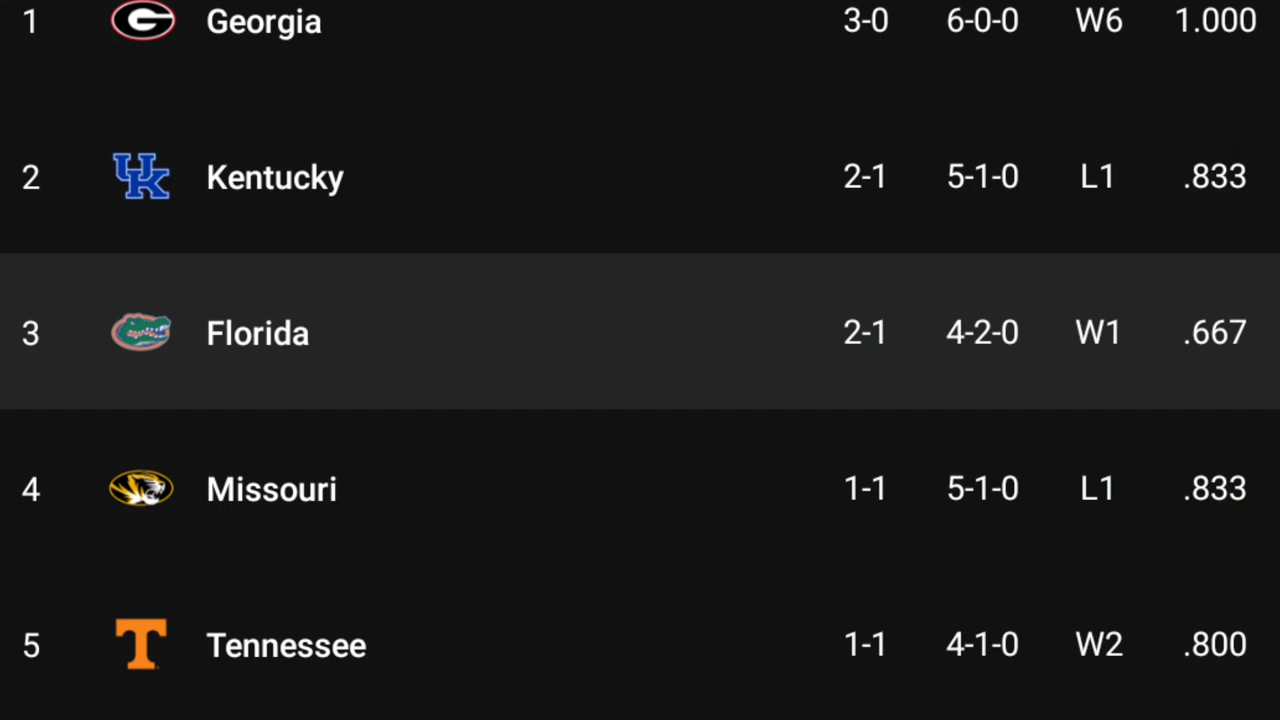 1 G Georgia 3-0 6-0-0 W6 1.000
2 UK Kentucky 2-1 5-1-0 L1 .833
3 Florida 2-1 4-2-0 W1 .667
4 Missouri 1-1 5-1-0 L1 .833
5 T Tennessee 1-1 4-1-0 W2 .800